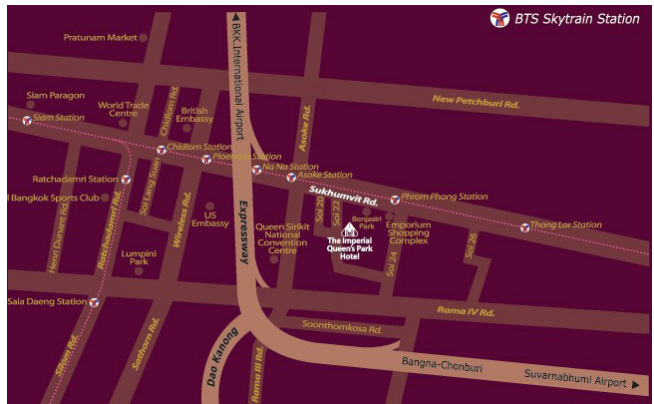 BTS Skytrain Station
Pratunam Market
BKK.International Airport
New Petchburi Rd.
Siam Paragon
World Trade
Centre
Chidlom Rd.
British
Embassy
Asoke Rd.
Siam Station
Chidlom Station
Ploenchit Station
Na Na Station
Asoke Station
Ratchadamri Station
Soi Lang Suan
Sukhumvit Rd.
Phrom Phong Station
Bangkok Sports Club
Henri Dunant Rd.
Ratchadamri Rd.
Wireless Rd.
US
Embassy
Expressway
Queen Sirikit
National
Convention
Centre
Soi 20
Soi 22
Benjasiri
Park
Emporium
Shopping
Complex
Thong Lor Station
The Imperial
Queen's Park
Hotel
Soi 24
Soi 26
Lumpini
Park
Sala Daeng Station
Rama IV Rd.
Soonthornkosa Rd.
Silom Rd.
Sathorn Rd.
Dao Kanong
Rama III Rd.
Bangna-Chonburi
Suvarnabhumi Airport